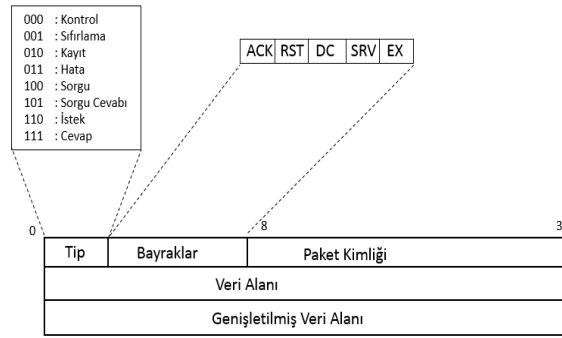 000 : Kontrol
001 : Sıfırlama
010 : Kayıt
011 : Hata
100 : Sorgu
101 : Sorgu Cevabı
110 : İstek
111 : Cevap
ACK RST DC SRV EX
0 8 3
Tip Bayraklar Paket Kimliği
Veri Alanı
Genişletilmiş Veri Alanı